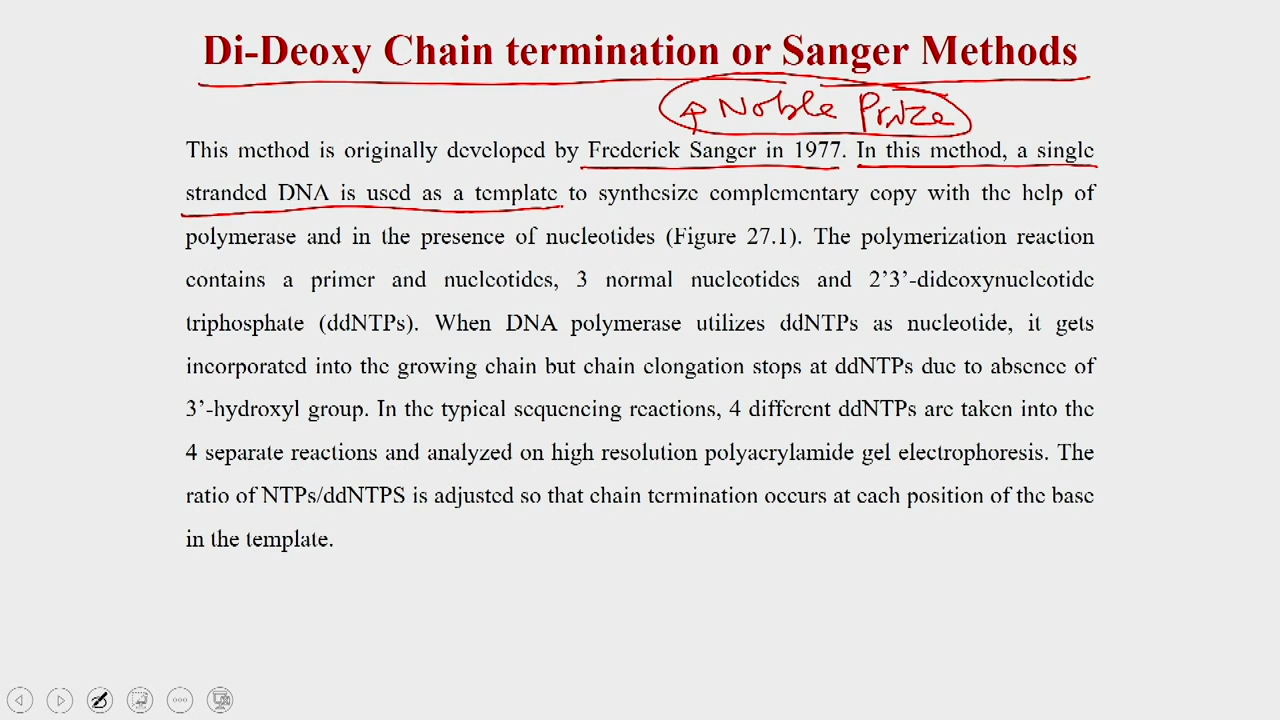 Di-Deoxy Chain termination or Sanger Methods
Noble Prize
This method is originally developed by Frederick Sanger in 1977. In this method, a single
stranded DNA is used as a template to synthesize complementary copy with the help of
polymerase and in the presence of nucleotides (Figure 27.1). The polymerization reaction
contains a primer and nucleotides, 3 normal nucleotides and 2’3’-dideoxynucleotide
triphosphate (ddNTPs). When DNA polymerase utilizes ddNTPs as nucleotide, it gets
incorporated into the growing chain but chain elongation stops at ddNTPs due to absence of
3’-hydroxyl group. In the typical sequencing reactions, 4 different ddNTPs are taken into the
4 separate reactions and analyzed on high resolution polyacrylamide gel electrophoresis. The
ratio of NTPs/ddNTPS is adjusted so that chain termination occurs at each position of the base
in the template.